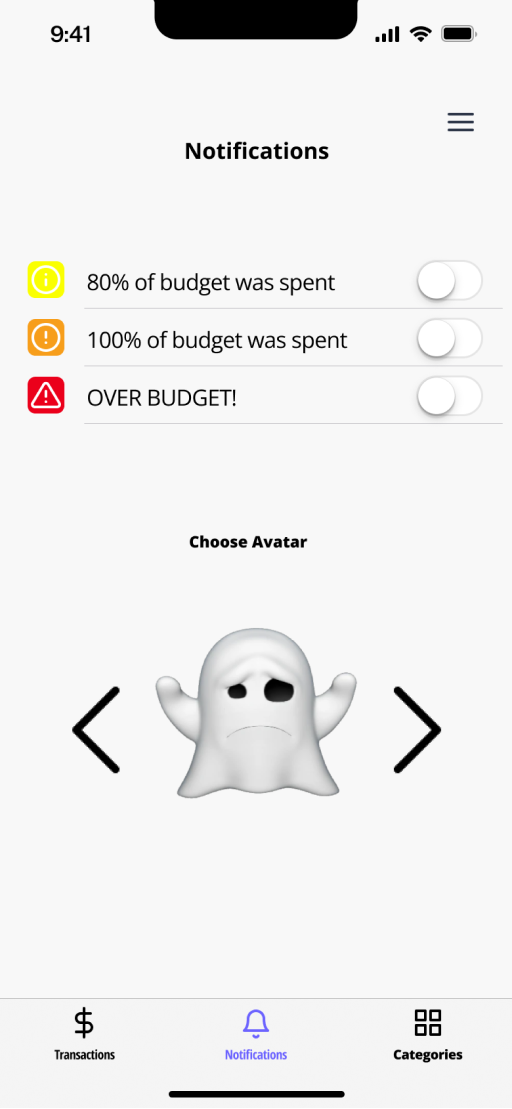 9:41
Notifications
80% of budget was spent
100% of budget was spent
OVER BUDGET!
Choose Avatar
Transactions
Notifications
Categories